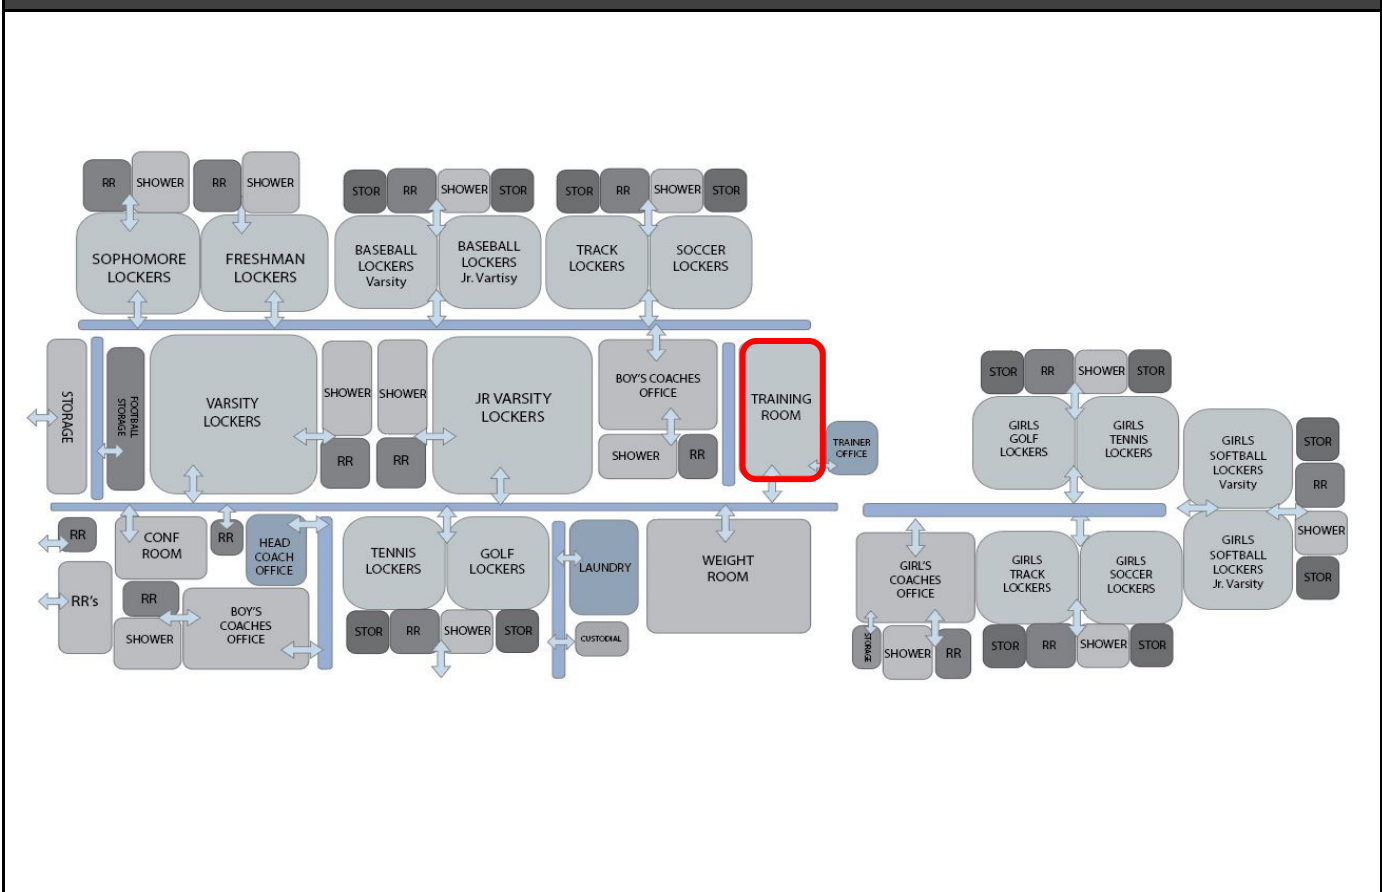 RR
SHOWER
RR
SHOWER
STOR
RR
SHOWER
STOR
STOR
RR
SHOWER
STOR
SOPHOMORE
LOCKERS
FRESHMAN
LOCKERS
BASEBALL
LOCKERS
Varsity
BASEBALL
LOCKERS
Jr. Vartisy
TRACK
LOCKERS
SOCCER
LOCKERS
STORAGE
FOOTBALL
STORAGE
VARSITY
LOCKERS
SHOWER
SHOWER
RR
RR
JR VARSITY
LOCKERS
BOY'S COACHES
OFFICE
SHOWER
RR
TRAINING
ROOM
TRAINER
OFFICE
RR
CONF
ROOM
RR
HEAD
COACH
OFFICE
RR's
RR
SHOWER
BOY'S
COACHES
OFFICE
TENNIS
LOCKERS
GOLF
LOCKERS
STOR
RR
SHOWER
STOR
LAUNDRY
CUSTODIAL
WEIGHT
ROOM
STOR
RR
SHOWER
STOR
GIRLS
GOLF
LOCKERS
GIRLS
TENNIS
LOCKERS
GIRLS
SOFTBALL
LOCKERS
Varsity
STOR
RR
SHOWER
STOR
GIRLS
SOFTBALL
LOCKERS
Jr. Varsity
GIRL'S
COACHES
OFFICE
GIRLS
TRACK
LOCKERS
GIRLS
SOCCER
LOCKERS
STORAGE
SHOWER
RR
STOR
RR
SHOWER
STOR